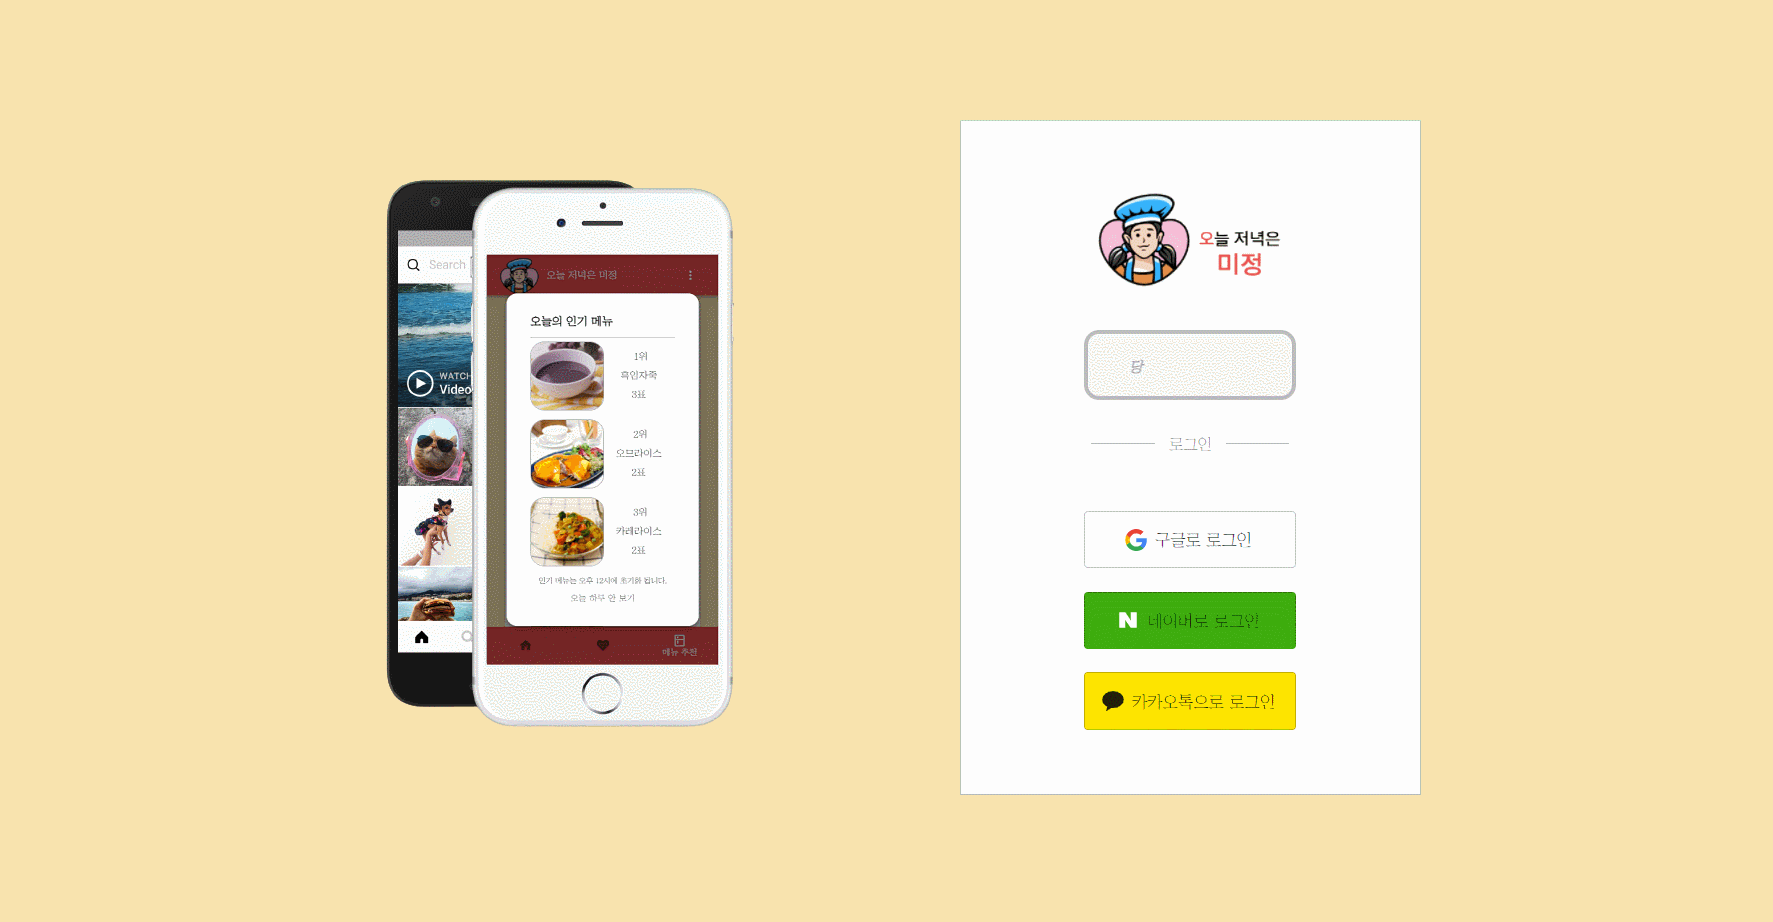 Search
WATCH
Video
오늘 저녁은 미정
오늘의 인기 메뉴
1위
흑임자죽
3표
2위
오므라이스
2표
3위
카레라이스
2표
인기 메뉴는 오후 12시에 초기화 됩니다.
오늘 하루 안 보기
메뉴 추천
오늘 저녁은
미정
당
로그인
구글로 로그인
네이버로 로그인
카카오톡으로 로그인